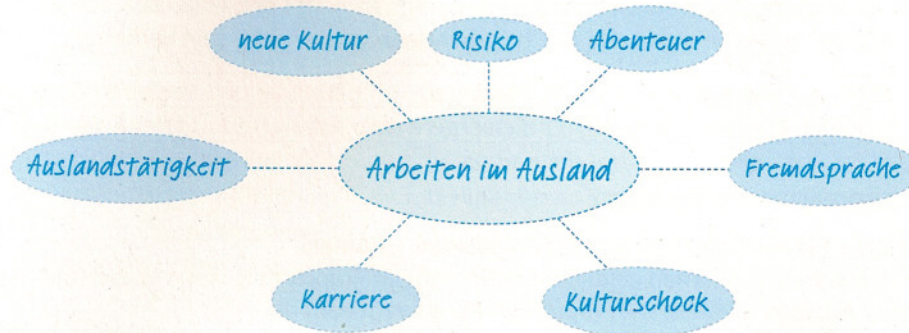 neue Kultur
Risiko
Abenteuer
Auslandstätigkeit
Arbeiten im Ausland
Fremdsprache
Karriere
Kulturschock